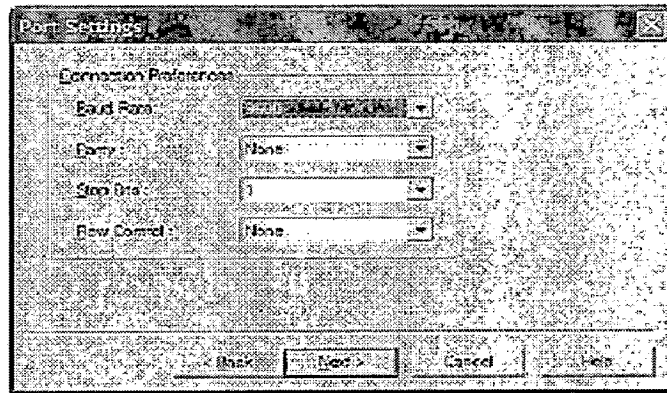 Port Settings
Connection Preferences
Baud Rate :
Parity : None
Stop Bits : 1
Flow Control : None
< Back Next > Cancel Help